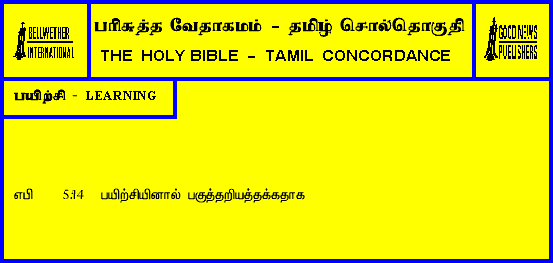 BELLWETHER
INTERNATIONAL
பரிசுத்த வேதாகமம் - தமிழ் சொல்தொகுதி
THE HOLY BIBLE - TAMIL CONCORDANCE
GOOD NEWS
PUBLISHERS
பயிற்சி - LEARNING
எபி 5:14 பயிற்சியினால் பகுத்தறியத்தக்கதாக